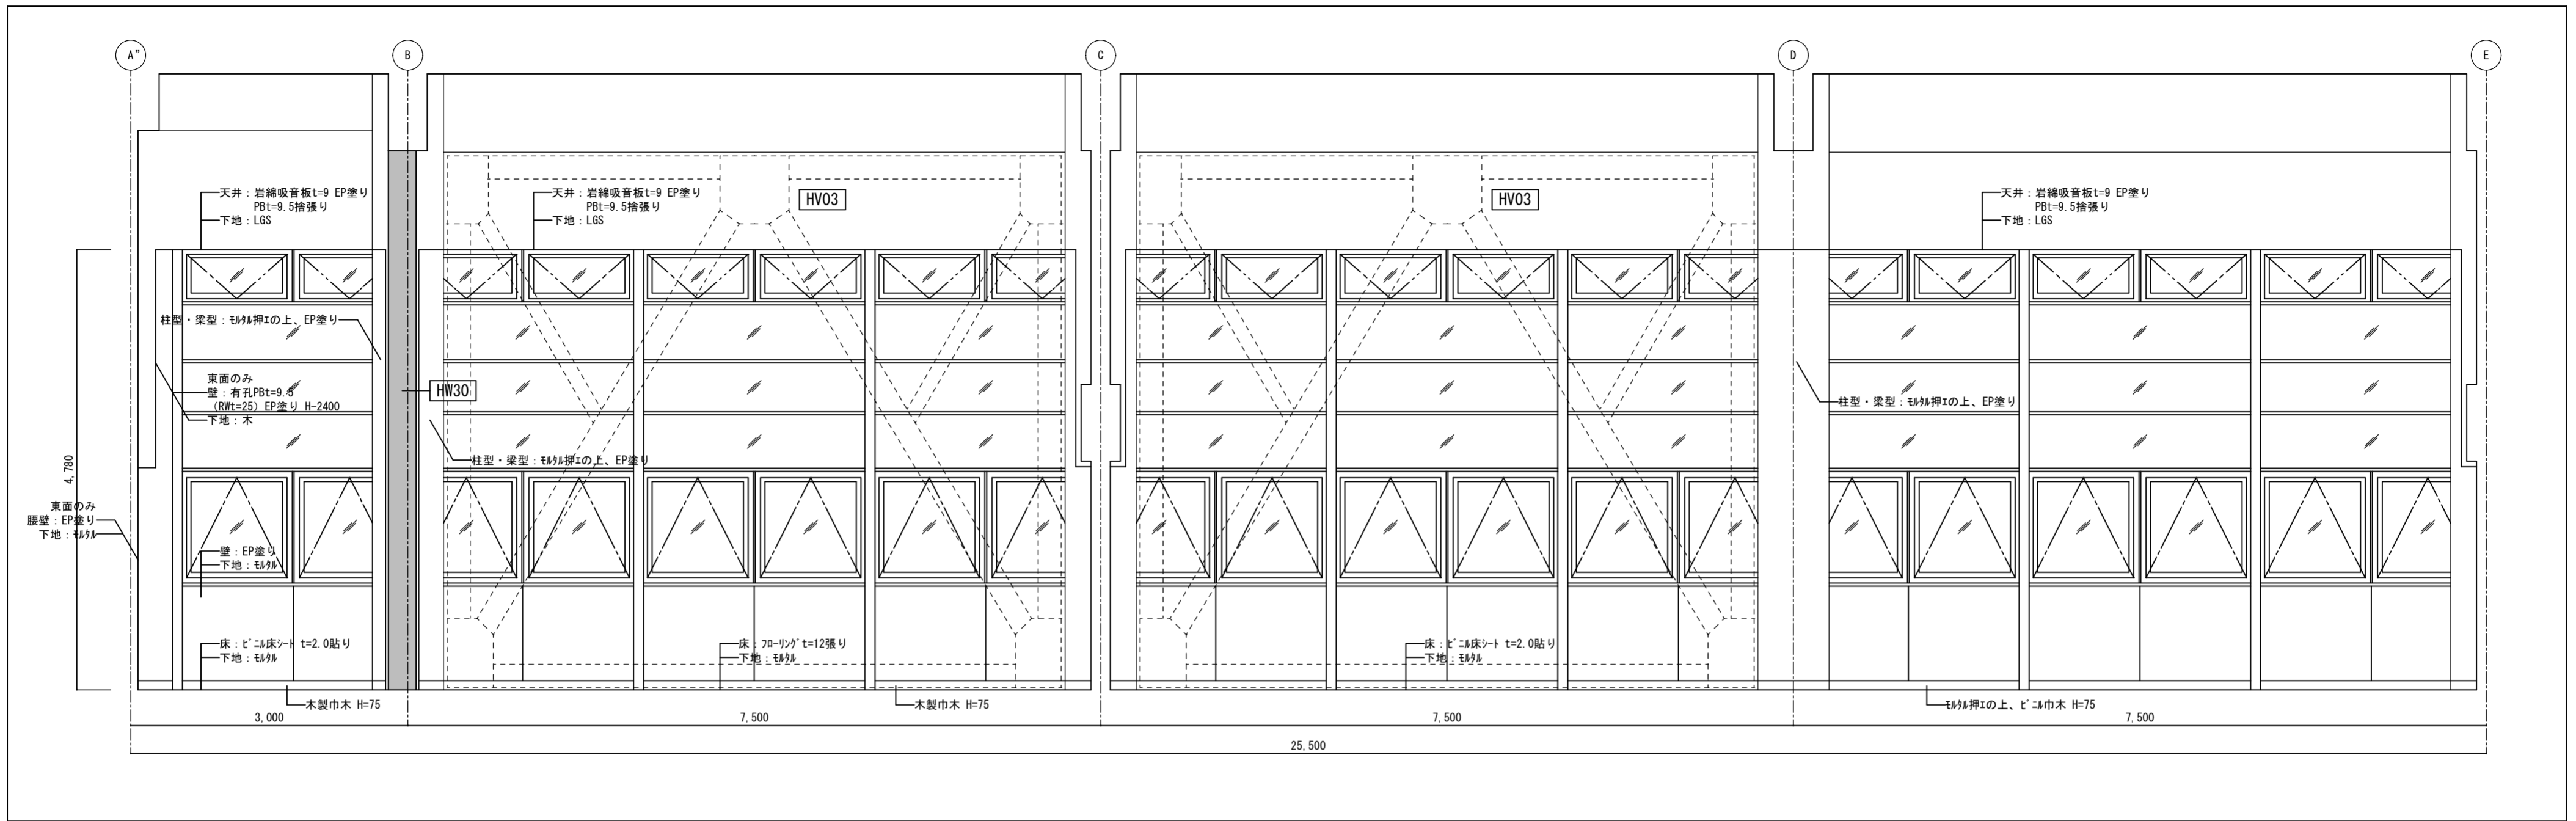 A"
B
C
D
E
天井：岩綿吸音板t=9 EP塗り
PBt=9.5捨張り
下地：LGS
天井：岩綿吸音板t=9 EP塗り
PBt=9.5捨張り
下地：LGS
HV03
HV03
天井：岩綿吸音板t=9 EP塗り
PBt=9.5捨張り
下地：LGS
柱型・梁型：ﾓﾙﾀﾙ押ｴの上、EP塗り
東面のみ
壁：有孔PBt=9.5
（RWt=25）EP塗り H-2400
下地：木
HW30
柱型・梁型：ﾓﾙﾀﾙ押ｴの上、EP塗り
柱型・梁型：ﾓﾙﾀﾙ押ｴの上、EP塗り
4,780
東面のみ
腰壁：EP塗り
下地：ﾓﾙﾀﾙ
壁：EP塗り
下地：ﾓﾙﾀﾙ
床：ﾋﾞﾆﾙ床ｼｰﾄ t=2.0貼り
下地：ﾓﾙﾀﾙ
床：ﾌﾛｰﾘﾝｸﾞt=12張り
下地：ﾓﾙﾀﾙ
床：ﾋﾞﾆﾙ床ｼｰﾄ t=2.0貼り
下地：ﾓﾙﾀﾙ
木製巾木 H=75
木製巾木 H=75
ﾓﾙﾀﾙ押ｴの上、ﾋﾞﾆﾙ巾木 H=75
3,000
7,500
7,500
7,500
25,500